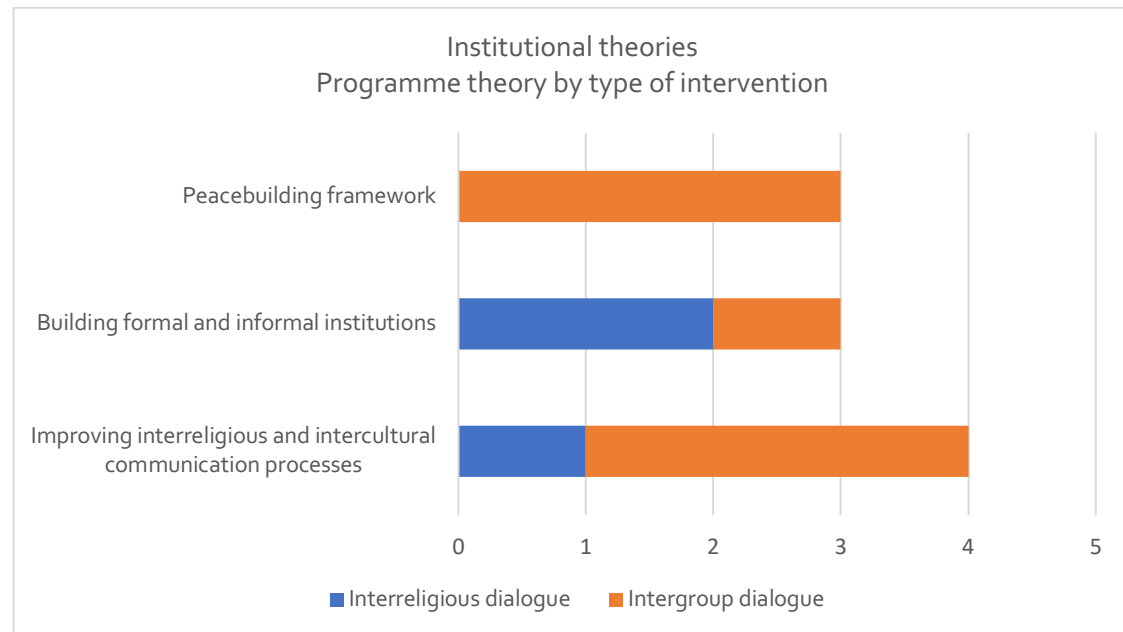 Institutional theories
Programme theory by type of intervention
Peacebuilding framework
Building formal and informal institutions
Improving interreligious and intercultural
communication processes
0 1 2 3 4 5
Interreligious dialogue Intergroup dialogue